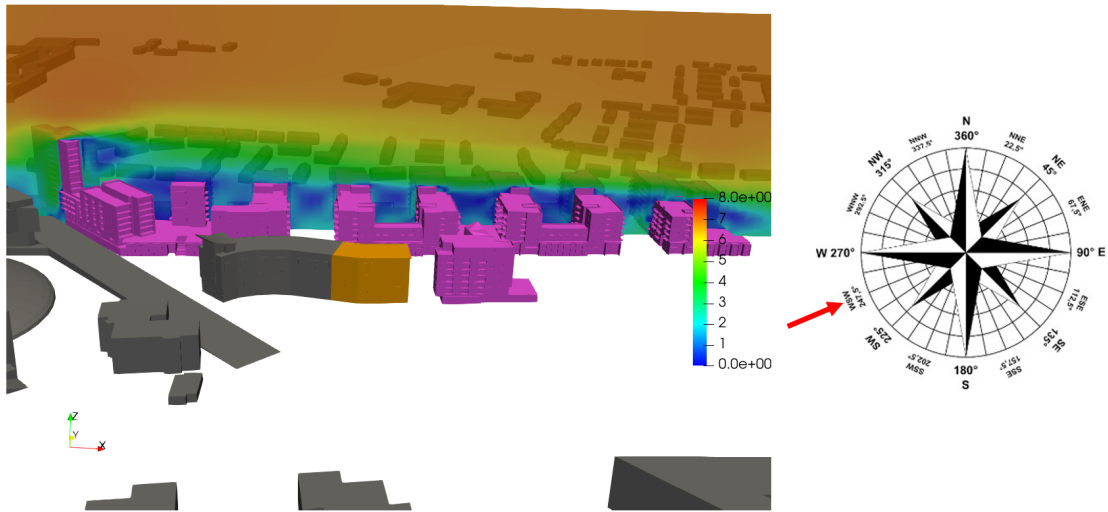 8.0e+00
7
6
5
4
3
2
1
0.0e+00
Z
Y
X
N
360°
NNE
22,5°
NE
45°
ENE
67,5°
90° E
ESE
112,5°
SE
135°
SSE
157,5°
180°
S
SSW
202,5°
SW
225°
WSW
247,5°
W 270°
WNW
292,5°
NW
315°
NNW
337,5°